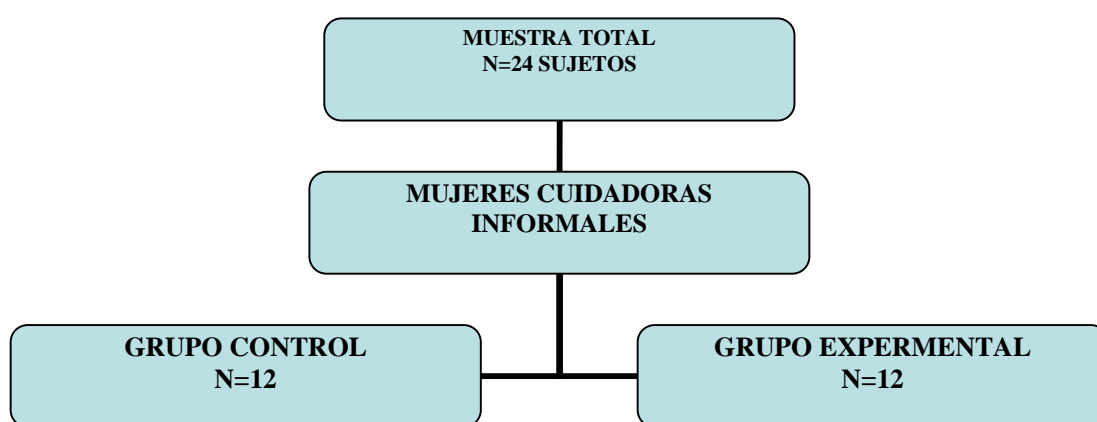 MUESTRA TOTAL
N=24 SUJETOS
MUJERES CUIDADORAS
INFORMALES
GRUPO CONTROL
N=12
GRUPO EXPERMENTAL
N=12